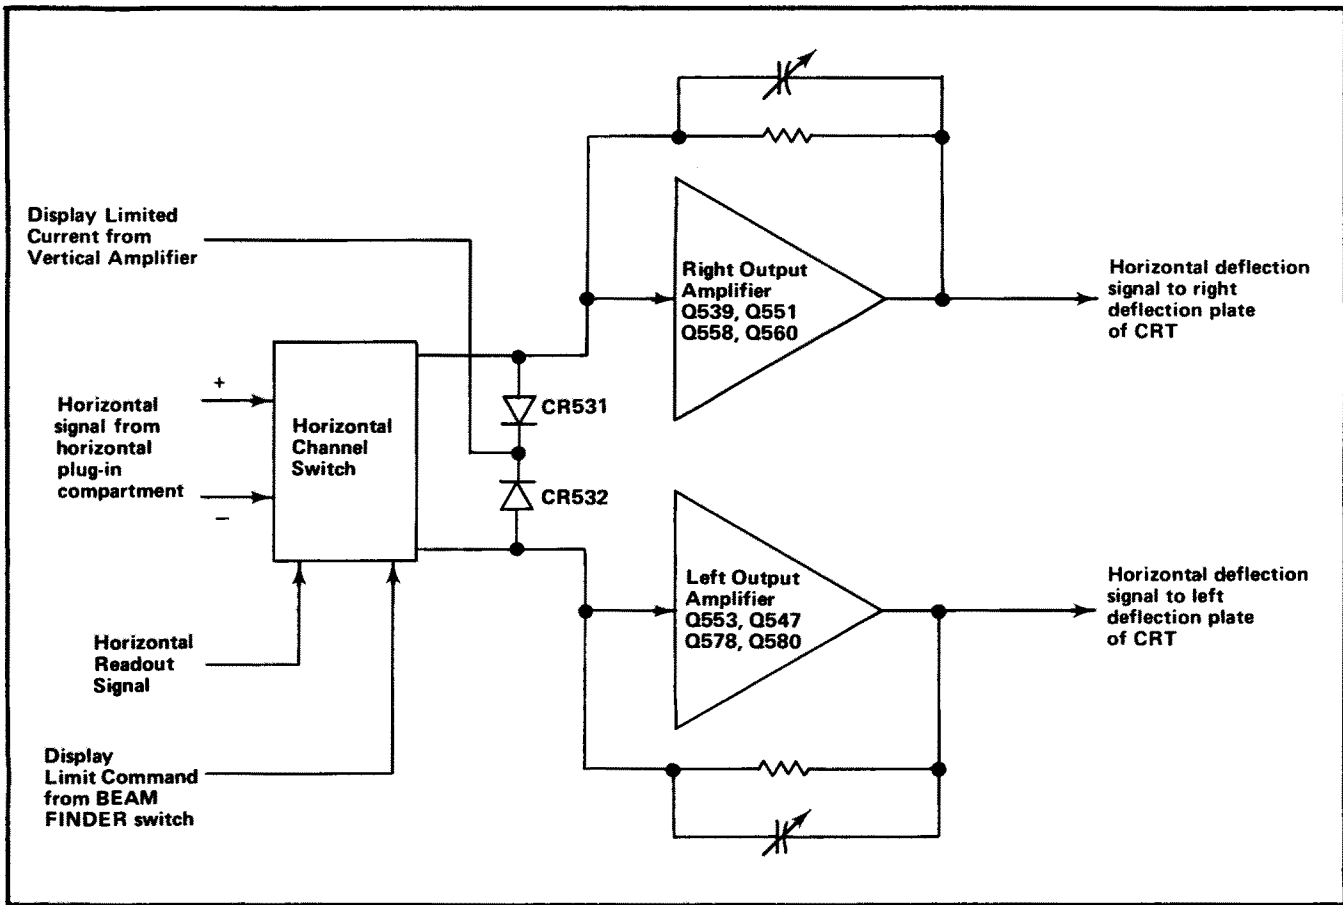 Display Limited
Current from
Vertical Amplifier
+
Horizontal
signal from
horizontal
plug-in
compartment
−
Horizontal
Channel
Switch
Horizontal
Readout
Signal
Display
Limit Command
from BEAM
FINDER switch
CR531
CR532
Right Output
Amplifier
Q539, Q551
Q558, Q560
Horizontal deflection
signal to right
deflection plate
of CRT
Left Output
Amplifier
Q553, Q547
Q578, Q580
Horizontal deflection
signal to left
deflection plate
of CRT